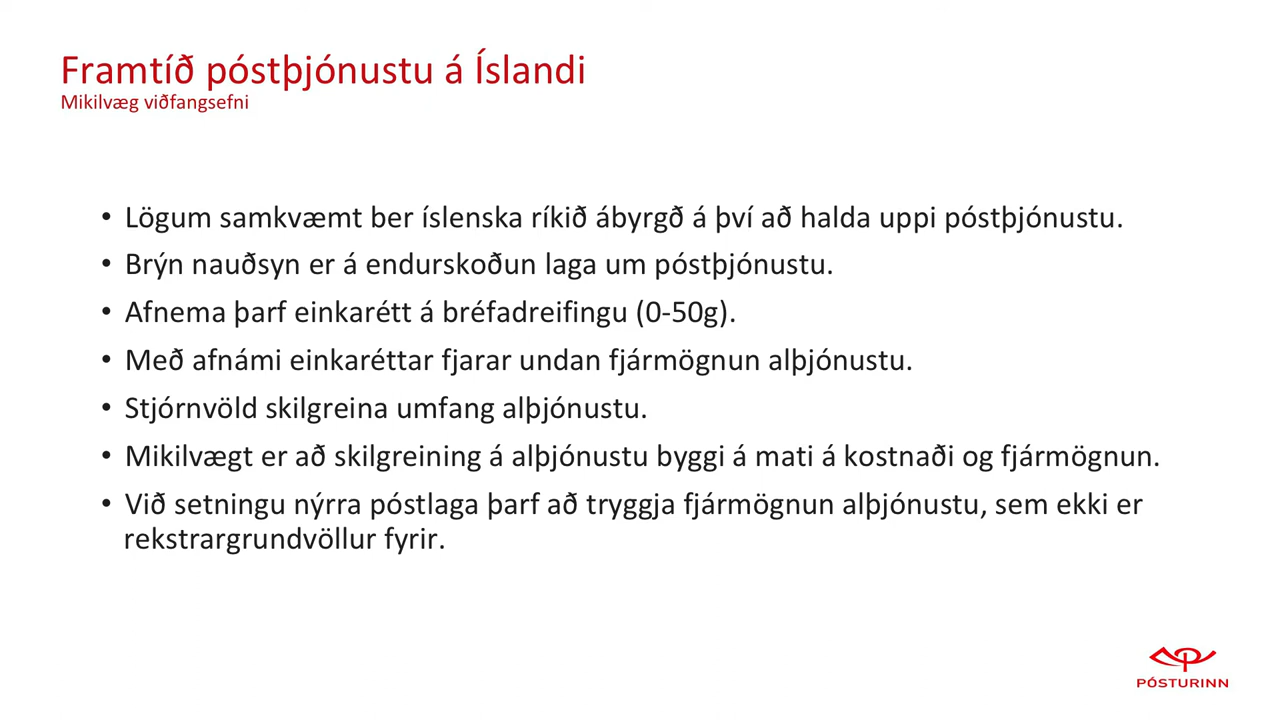 Framtíð póstþjónustu á Íslandi
Mikilvæg viðfangsefni
• Lögum samkvæmt ber íslenska ríkið ábyrgð á því að halda uppi póstþjónustu.
• Brýn nauðsyn er á endurskoðun laga um póstþjónustu.
• Afnema þarf einkarétt á bréfadreifingu (0-50g).
• Með afnámi einkaréttar fjarar undan fjármögnun alþjónustu.
• Stjórnvöld skilgreina umfang alþjónustu.
• Mikilvægt er að skilgreining á alþjónustu byggi á mati á kostnaði og fjármögnun.
• Við setningu nýrra póstlaga þarf að tryggja fjármögnun alþjónustu, sem ekki er
rekstrargrundvöllur fyrir.
PÓSTURINN